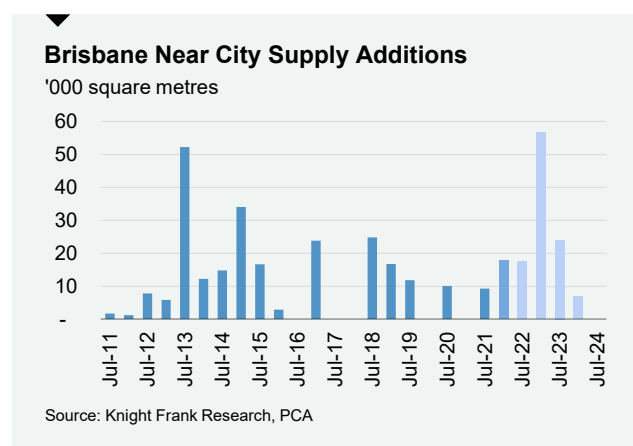 Brisbane Near City Supply Additions
'000 square metres
60
50
40
30
20
10
-
Jul-11
Jul-12
Jul-13
Jul-14
Jul-15
Jul-16
Jul-17
Jul-18
Jul-19
Jul-20
Jul-21
Jul-22
Jul-23
Jul-24
Source: Knight Frank Research, PCA